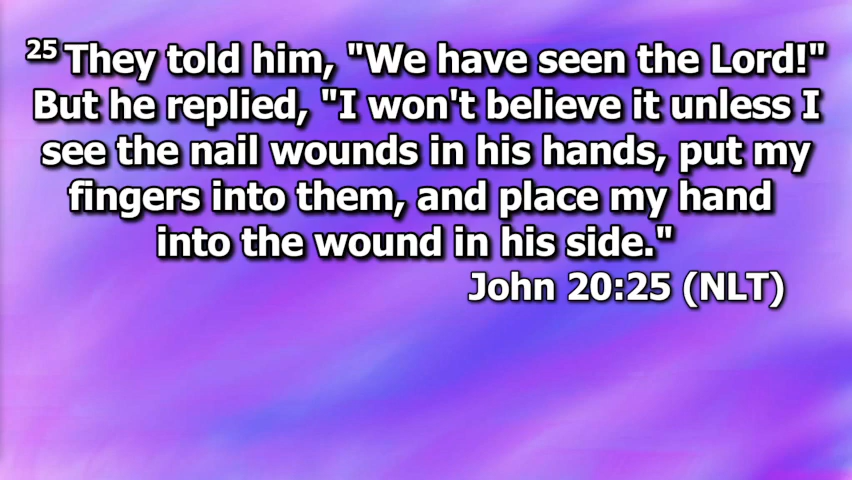 25 They told him, "We have seen the Lord!"
But he replied, "I won't believe it unless I
see the nail wounds in his hands, put my
fingers into them, and place my hand
into the wound in his side."
John 20:25 (NLT)